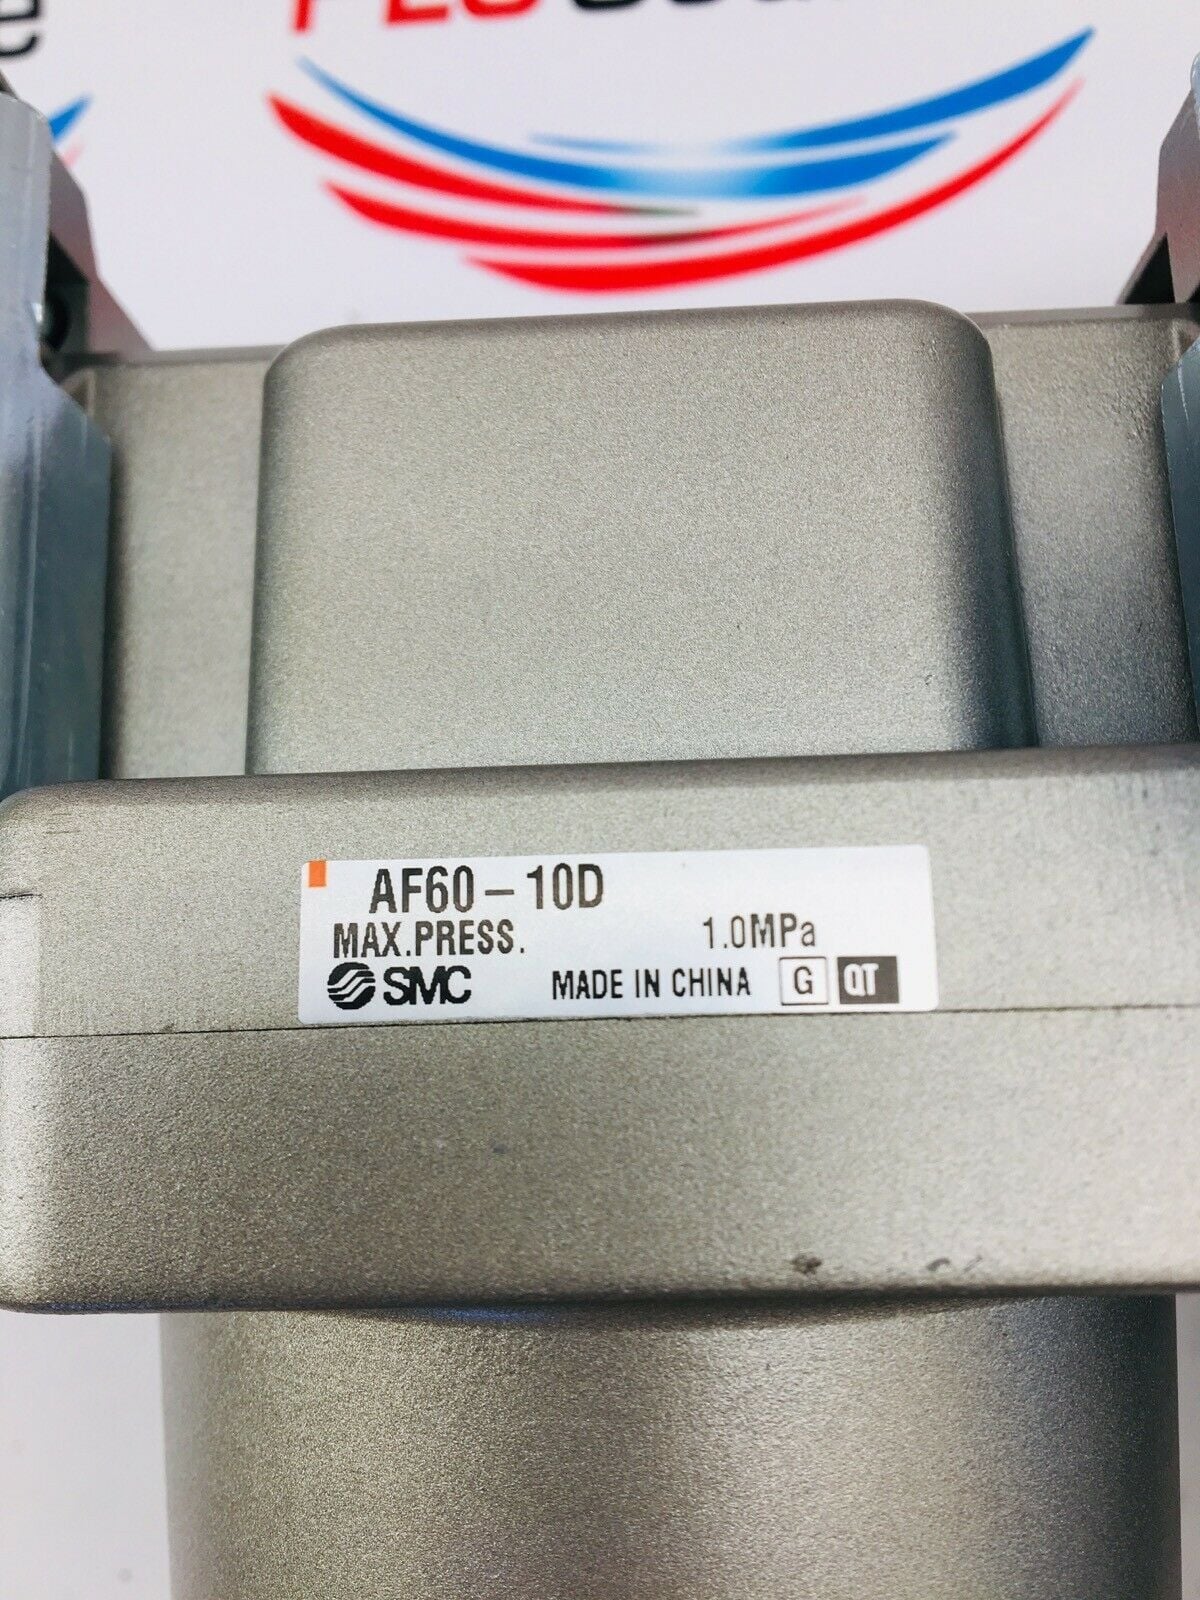 AF60-10D
MAX.PRESS. 1.0MPa
SMC MADE IN CHINA G QT